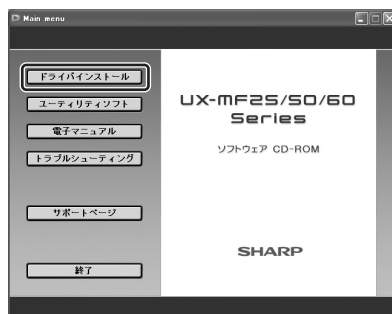 Main menu
ドライバインストール
ユーティリティソフト
電子マニュアル
トラブルシューティング
サポートページ
終了
UX-MF25/50/60
Series
ソフトウェア CD-ROM
SHARP